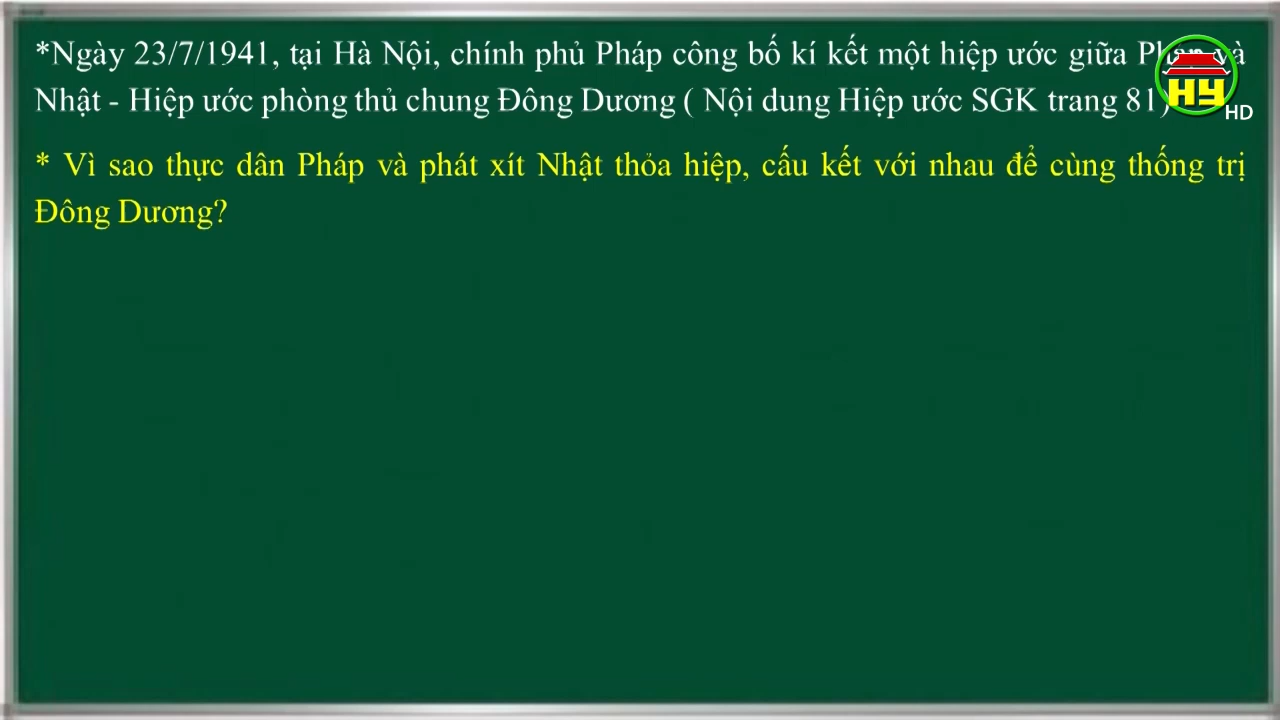 *Ngày 23/7/1941, tại Hà Nội, chính phủ Pháp công bố kí kết một hiệp ước giữa Pháp và
Nhật - Hiệp ước phòng thủ chung Đông Dương ( Nội dung Hiệp ước SGK trang 81)
* Vì sao thực dân Pháp và phát xít Nhật thỏa hiệp, cấu kết với nhau để cùng thống trị
Đông Dương?
HY
HD